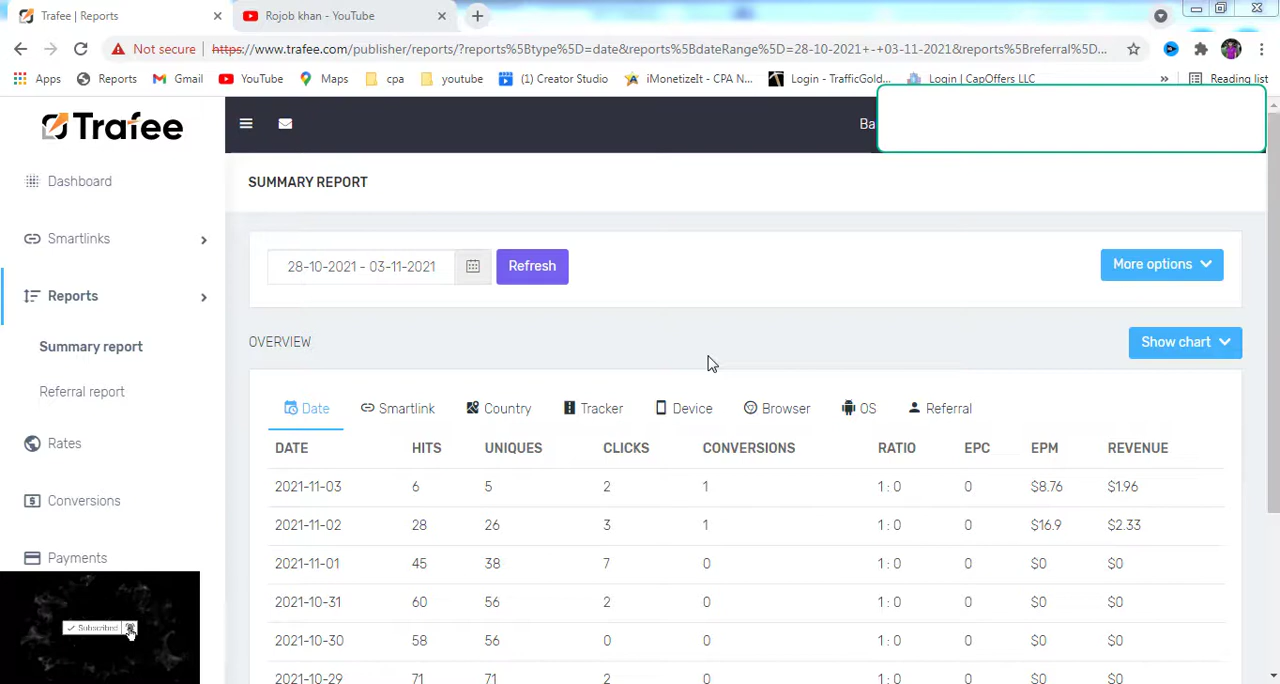 Trafee | Reports
Rojob khan - YouTube
Not secure | https://www.trafee.com/publisher/reports/?reports%5Btype%5D=date&reports%5BdateRange%5D=28-10-2021+-+03-11-2021&reports%5Breferral%5D...
Apps Reports Gmail YouTube Maps cpa youtube (1) Creator Studio iMonetizeIt - CPA N... Login - TrafficGold... Login | CapOffers LLC » Reading list
Trafee
Ba
Dashboard
Smartlinks
Reports
Summary report
Referral report
Rates
Conversions
Payments
Subscribed
SUMMARY REPORT
28-10-2021 - 03-11-2021 Refresh More options
OVERVIEW Show chart
Date Smartlink Country Tracker Device Browser OS Referral
DATE HITS UNIQUES CLICKS CONVERSIONS RATIO EPC EPM REVENUE
2021-11-03 6 5 2 1 1 : 0 0 $8.76 $1.96
2021-11-02 28 26 3 1 1 : 0 0 $16.9 $2.33
2021-11-01 45 38 7 0 1 : 0 0 $0 $0
2021-10-31 60 56 2 0 1 : 0 0 $0 $0
2021-10-30 58 56 0 0 1 : 0 0 $0 $0
2021-10-29 71 71 2 0 1 : 0 0 $0 $0